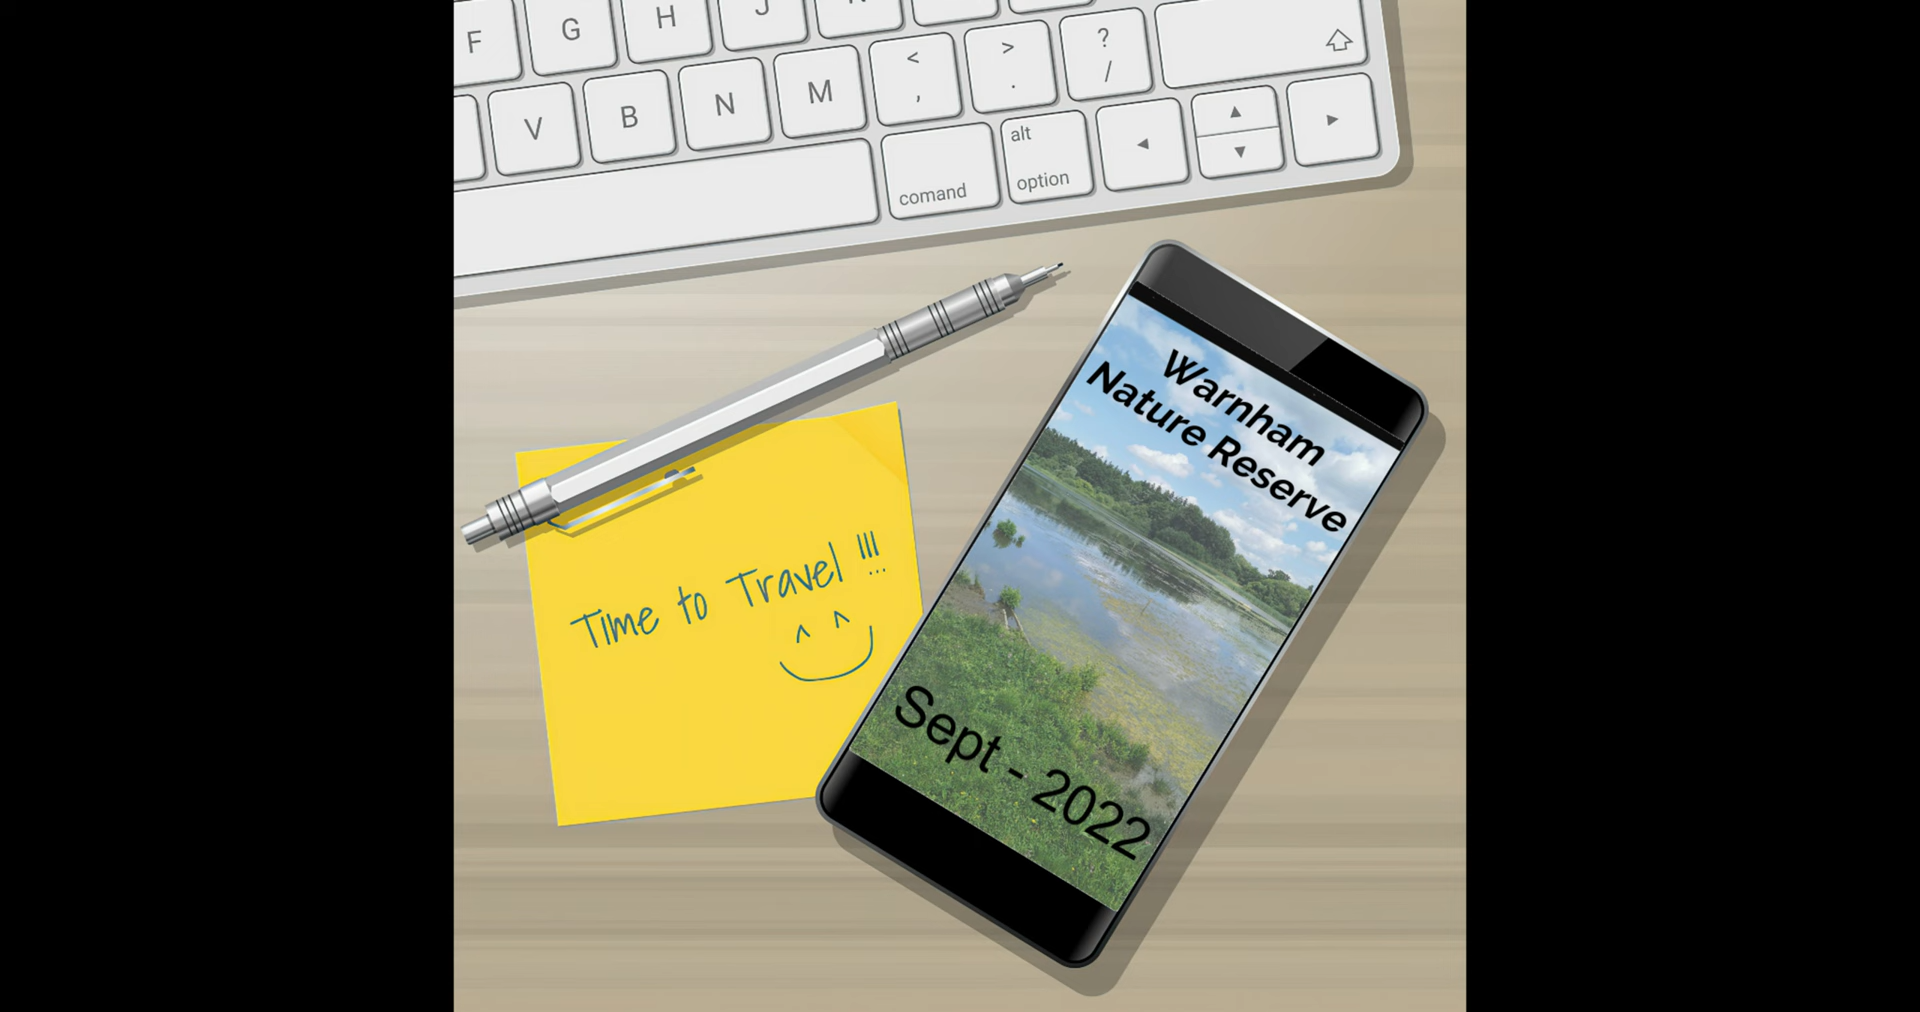 F G H J
V B N M < , > . ? /
comand alt option
Time to Travel !!!
Warnham
Nature Reserve
Sept - 2022